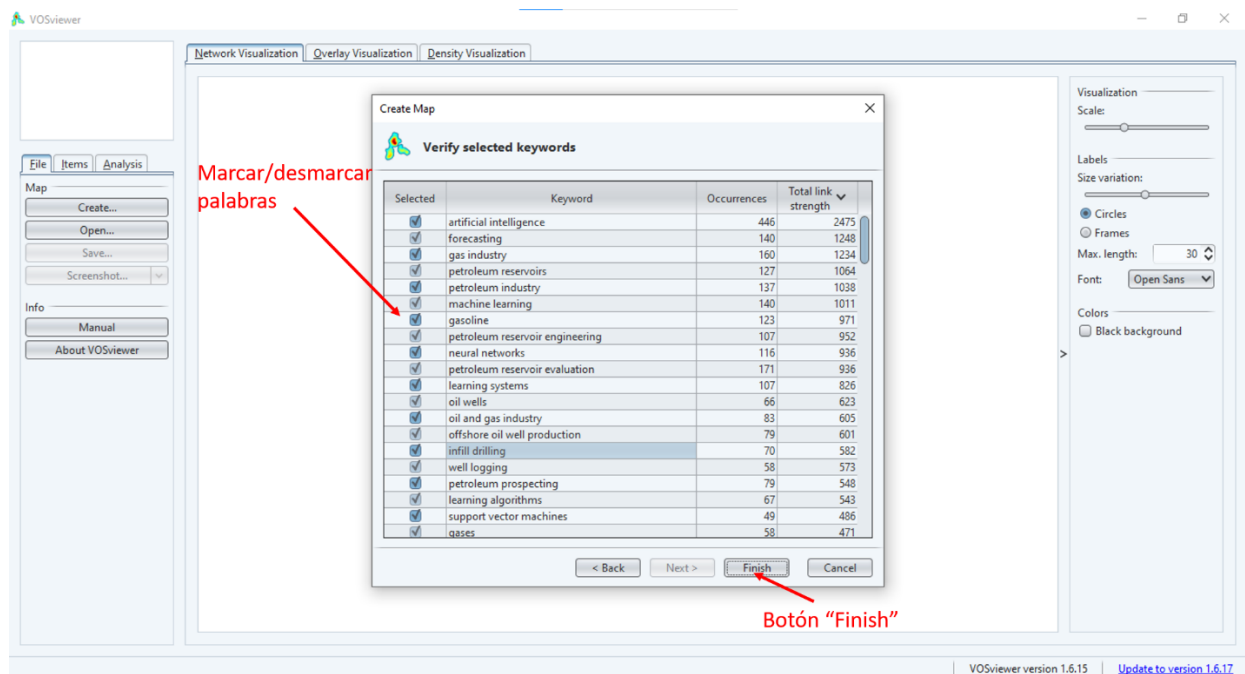 VOSviewer
Network Visualization
Overlay Visualization
Density Visualization
File
Items
Analysis
Map
Create...
Open...
Save...
Screenshot...
Info
Manual
About VOSviewer
Marcar/desmarcar
palabras
Create Map
Verify selected keywords
Selected Keyword Occurrences Total link
strength
artificial intelligence 446 2475
forecasting 140 1248
gas industry 160 1234
petroleum reservoirs 127 1064
petroleum industry 137 1038
machine learning 140 1011
gasoline 123 971
petroleum reservoir engineering 107 952
neural networks 116 936
petroleum reservoir evaluation 171 936
learning systems 107 826
oil wells 66 623
oil and gas industry 83 605
offshore oil well production 79 601
infill drilling 70 582
well logging 58 573
petroleum prospecting 79 548
learning algorithms 67 543
support vector machines 49 486
gases 58 471
< Back
Next >
Finish
Cancel
Botón “Finish”
>
Visualization
Scale:
Labels
Size variation:
Circles
Frames
Max. length: 30
Font: Open Sans
Colors
Black background
VOSviewer version 1.6.15
Update to version 1.6.17